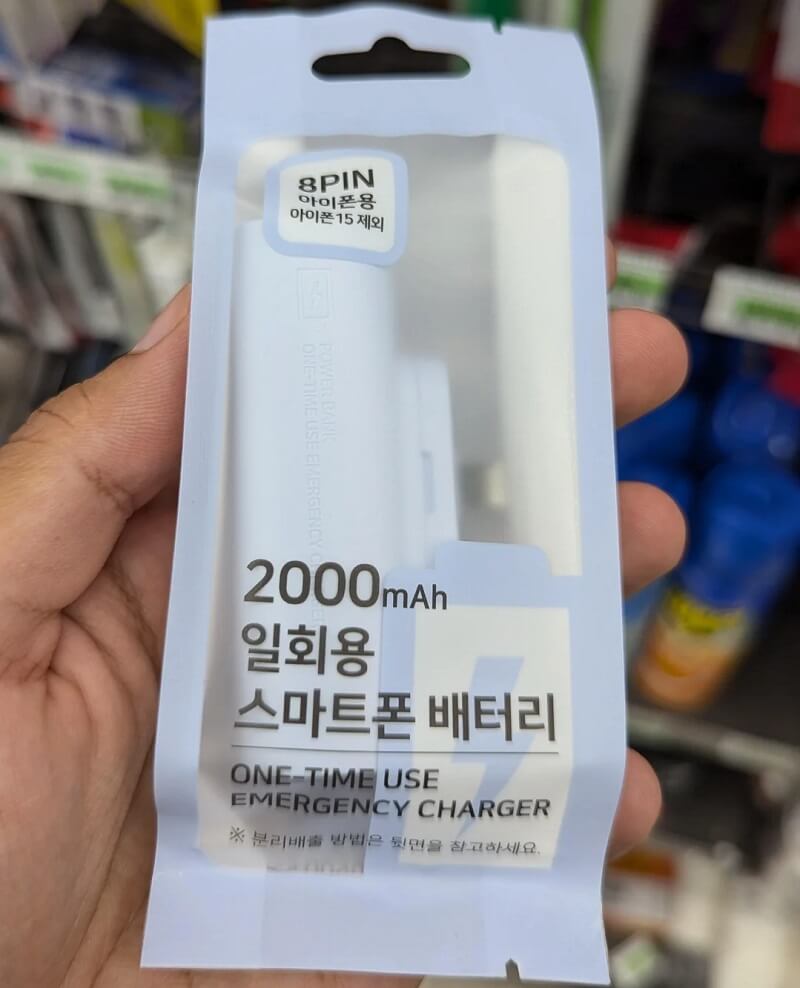 8PIN
아이폰용
아이폰15 제외
POWER BANK
ONE-TIME USE EMERGENCY
2000mAh
일회용
스마트폰 배터리
ONE-TIME USE
EMERGENCY CHARGER
※ 분리배출 방법은 뒷면을 참고하세요.